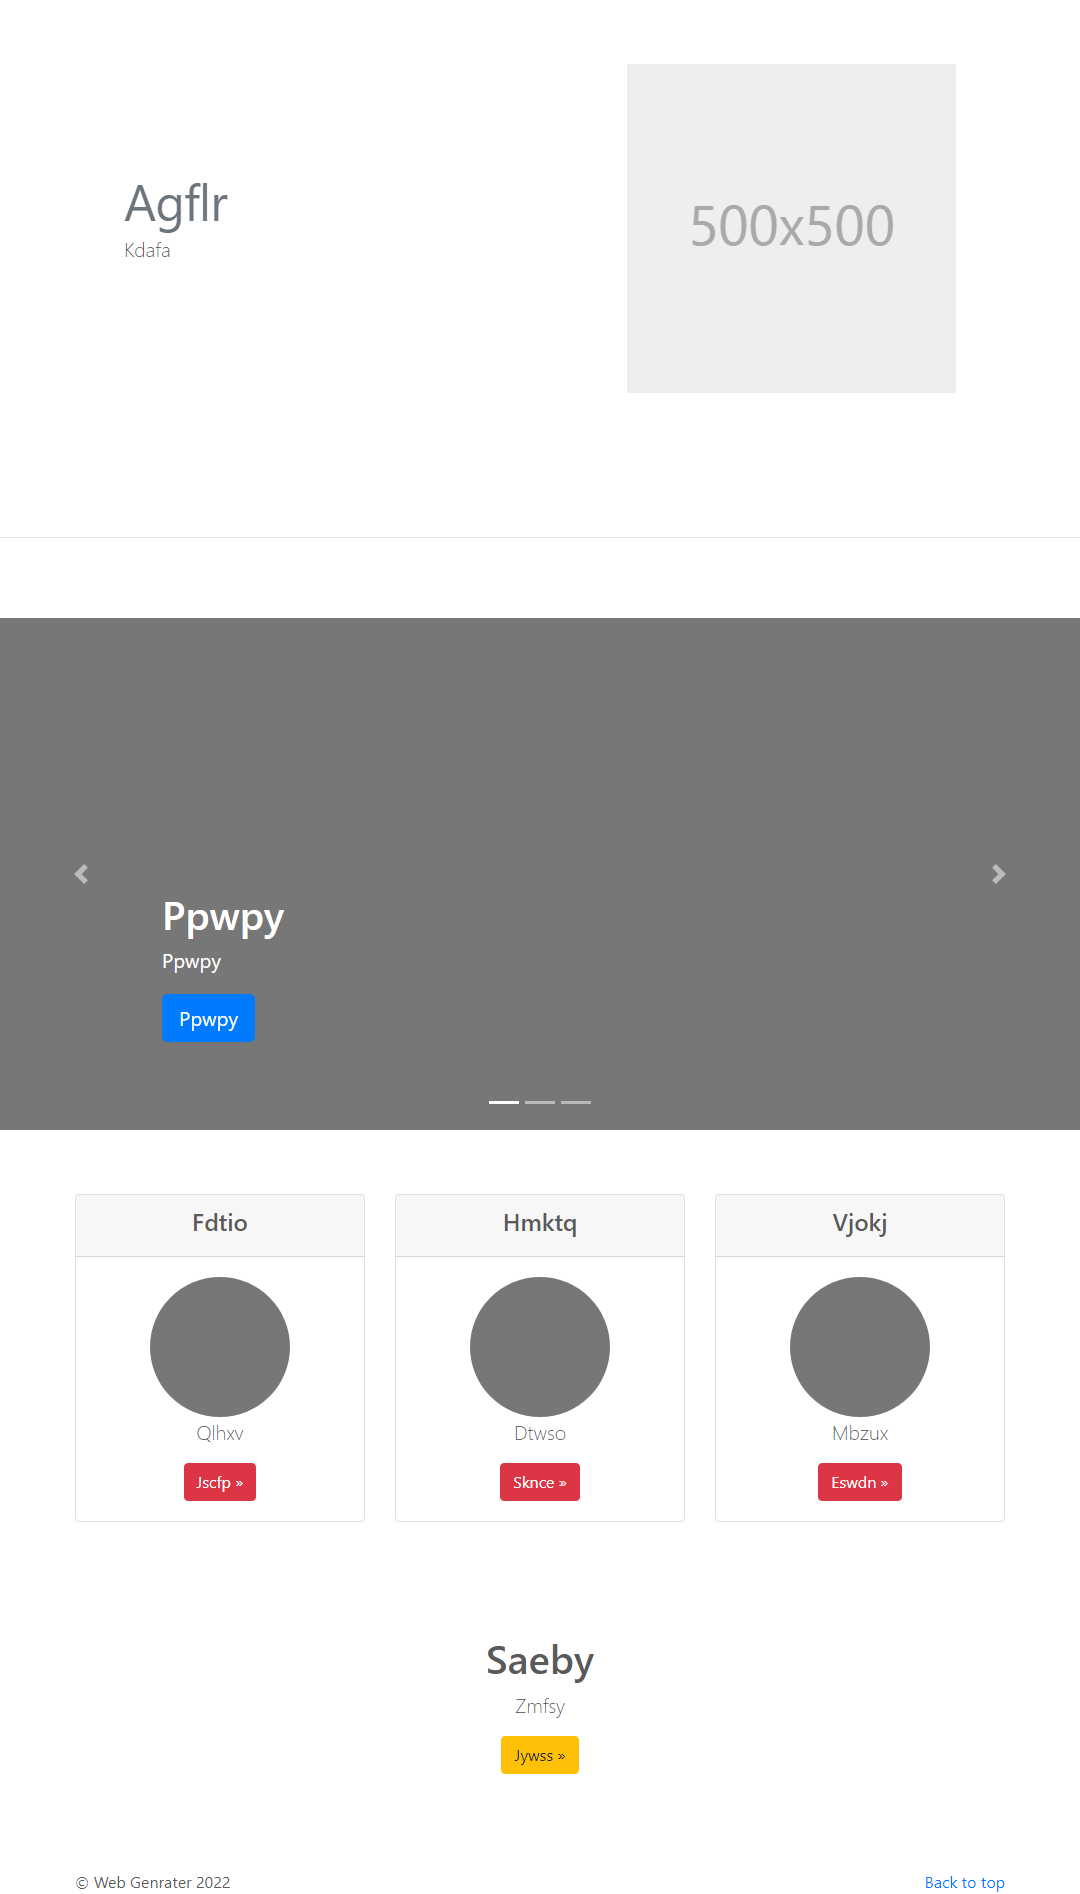 Agflr
Kdafa
500x500
Ppwpy
Ppwpy
Ppwpy
Fdtio
Qlhxv
Jscfp »
Hmktq
Dtwso
Sknce »
Vjokj
Mbzux
Eswdn »
Saeby
Zmfsy
Jywss »
© Web Genrater 2022
Back to top